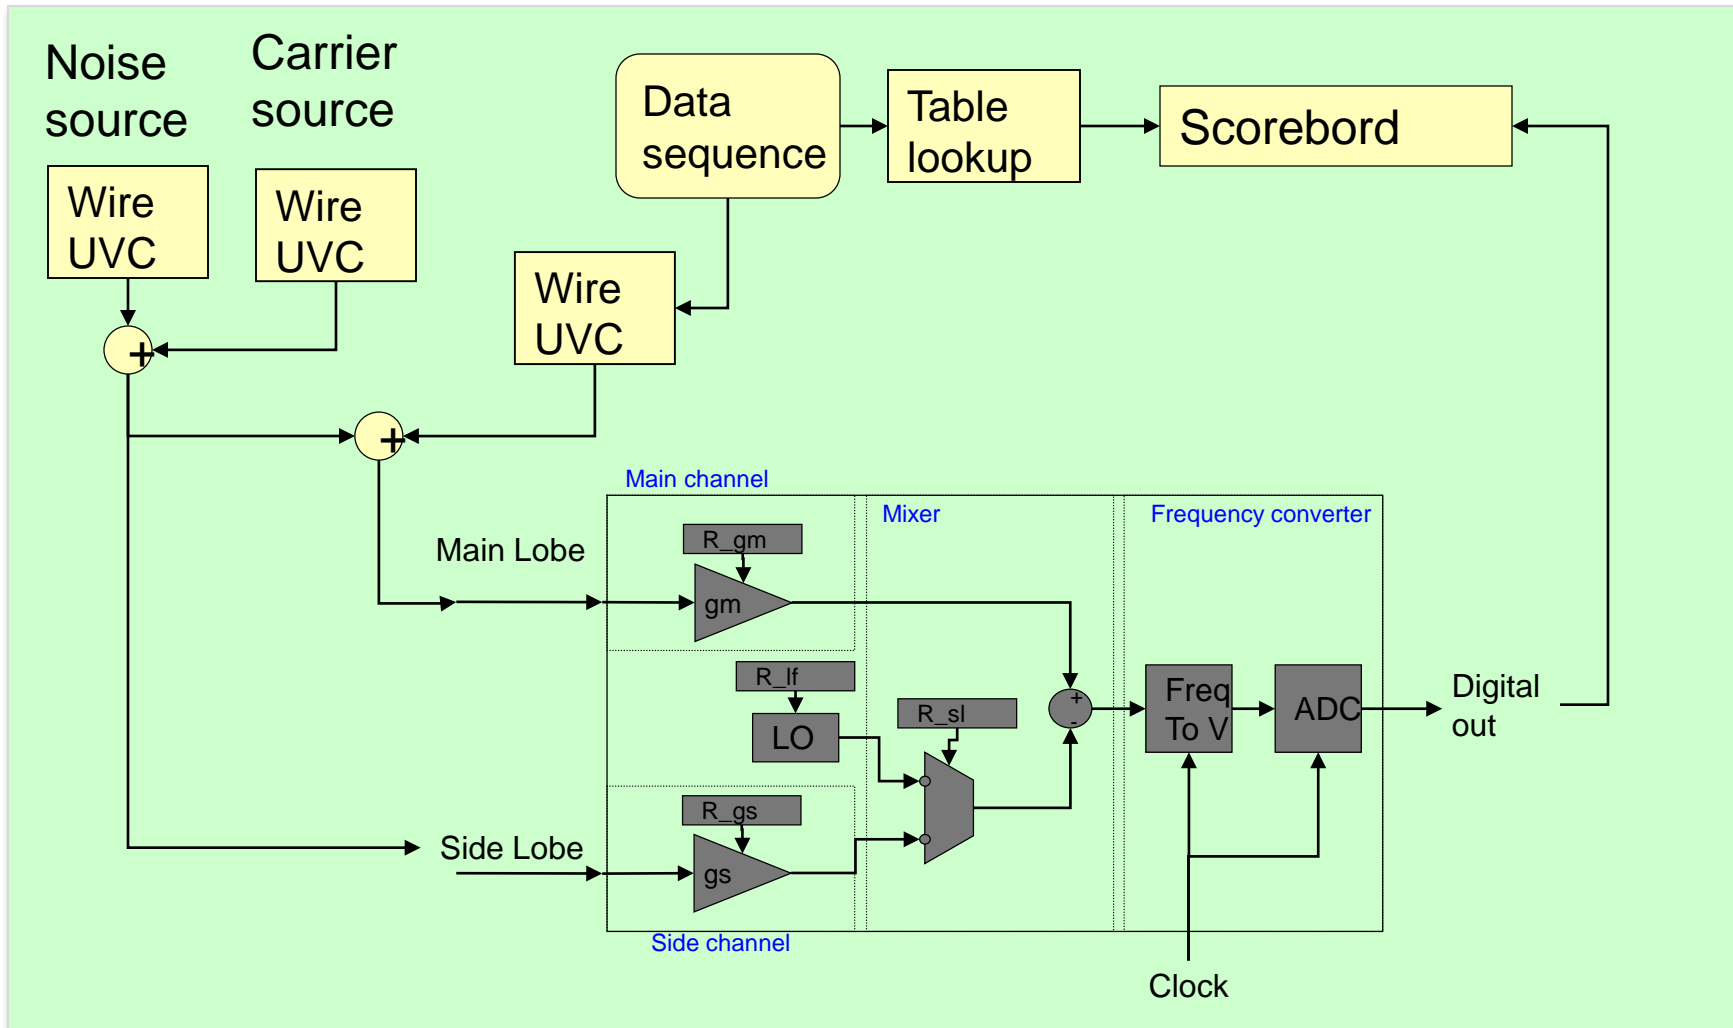 Noise
source
Carrier
source
Wire
UVC
Wire
UVC
Data
sequence
Table
lookup
Scorebord
Wire
UVC
+
+
Main channel
Mixer
Frequency converter
Main Lobe
R_gm
gm
R_lf
LO
R_sl
+
-
Freq
To V
ADC
Digital
out
R_gs
gs
Side Lobe
Side channel
Clock